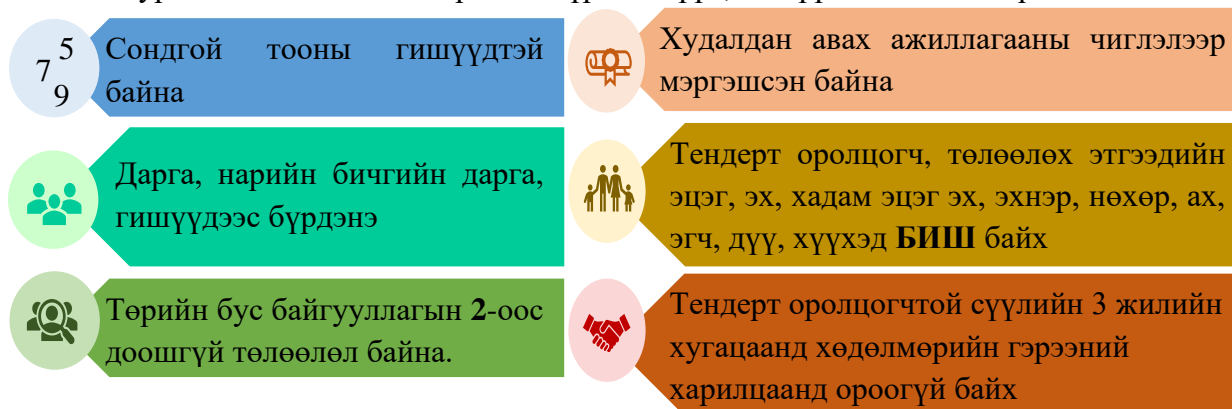 5
7
9
Сондгой тооны гишүүдтэй
байна
Худалдан авах ажиллагааны чиглэлээр
мэргэшсэн байна
Дарга, нарийн бичгийн дарга,
гишүүдээс бүрдэнэ
Тендерт оролцогч, төлөөлөх этгээдийн
эцэг, эх, хадам эцэг эх, эхнэр, нөхөр, ах,
эгч, дүү, хүүхэд БИШ байх
Төрийн бус байгууллагын 2-оос
доошгүй төлөөлөл байна.
Тендерт оролцогчтой сүүлийн 3 жилийн
хугацаанд хөдөлмөрийн гэрээний
харилцаанд ороогүй байх